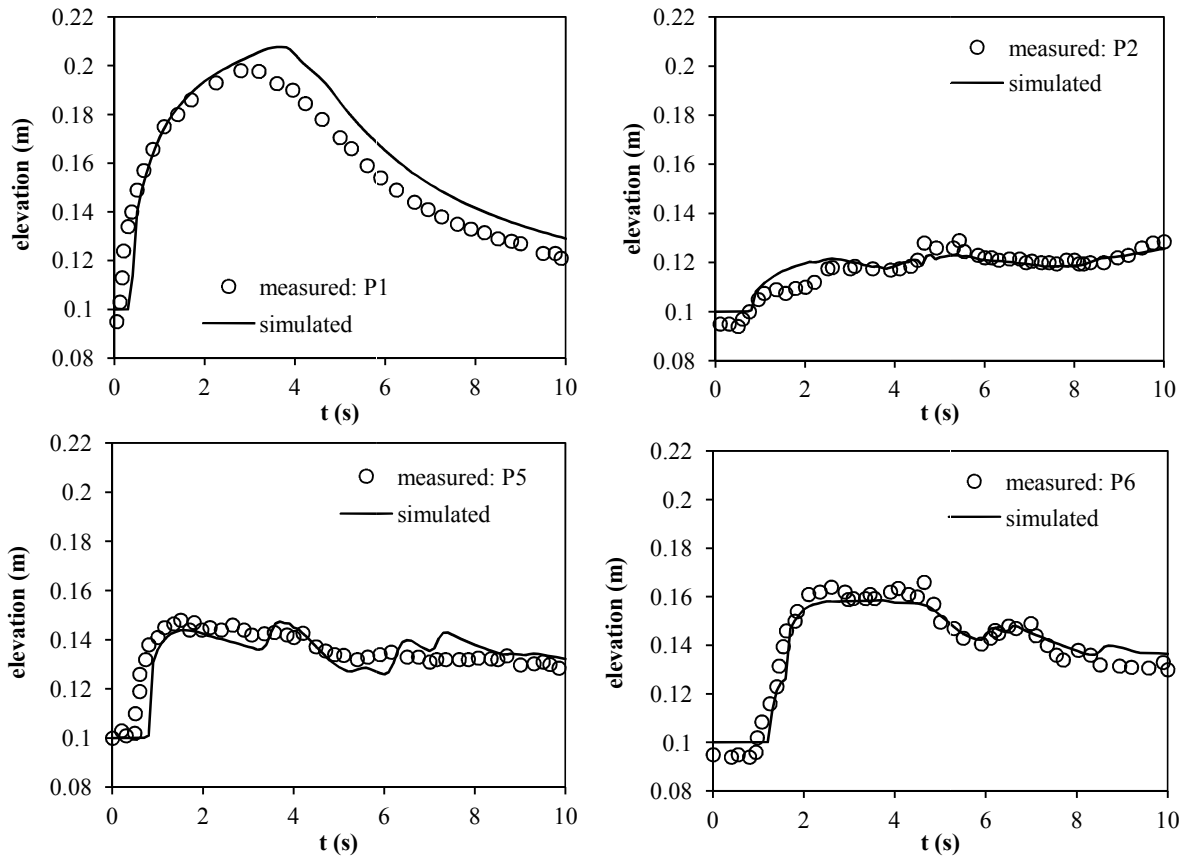 0.22
0.2
0.18
0.16
0.14
0.12
0.1
0.08
elevation (m)
measured: P1
simulated
0 2 4 6 8 10
t (s)
0.22
0.2
0.18
0.16
0.14
0.12
0.1
0.08
elevation (m)
measured: P2
simulated
0 2 4 6 8 10
t (s)
0.22
0.2
0.18
0.16
0.14
0.12
0.1
0.08
elevation (m)
measured: P5
simulated
0 2 4 6 8 10
t (s)
0.22
0.2
0.18
0.16
0.14
0.12
0.1
0.08
elevation (m)
measured: P6
simulated
0 2 4 6 8 10
t (s)